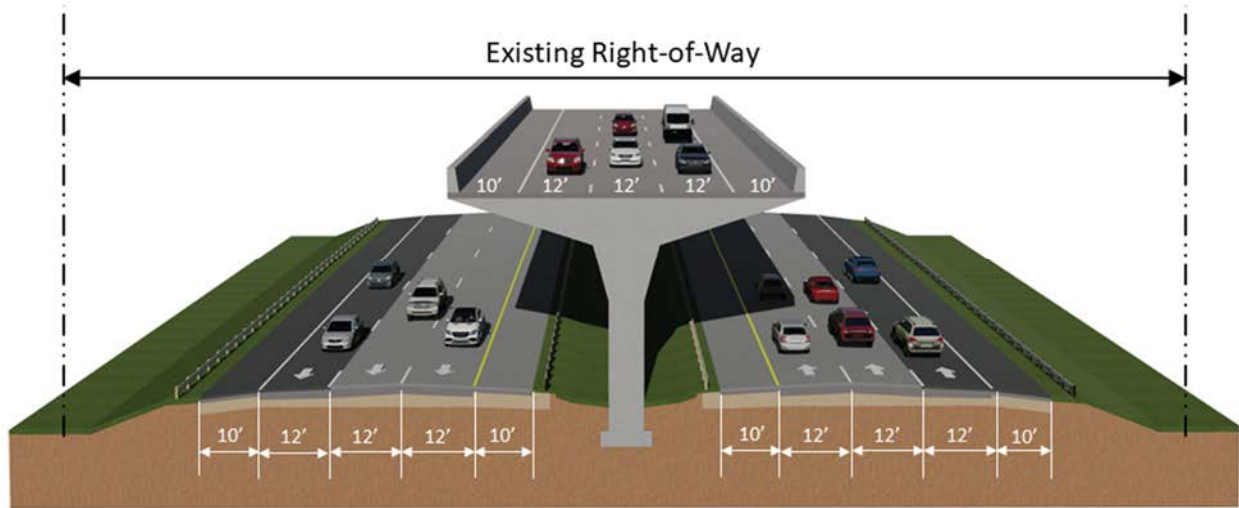 Existing Right-of-Way
10’ 12’ 12’ 12’ 10’
10’ 12’ 12’ 12’ 10’ 10’ 12’ 12’ 12’ 10’